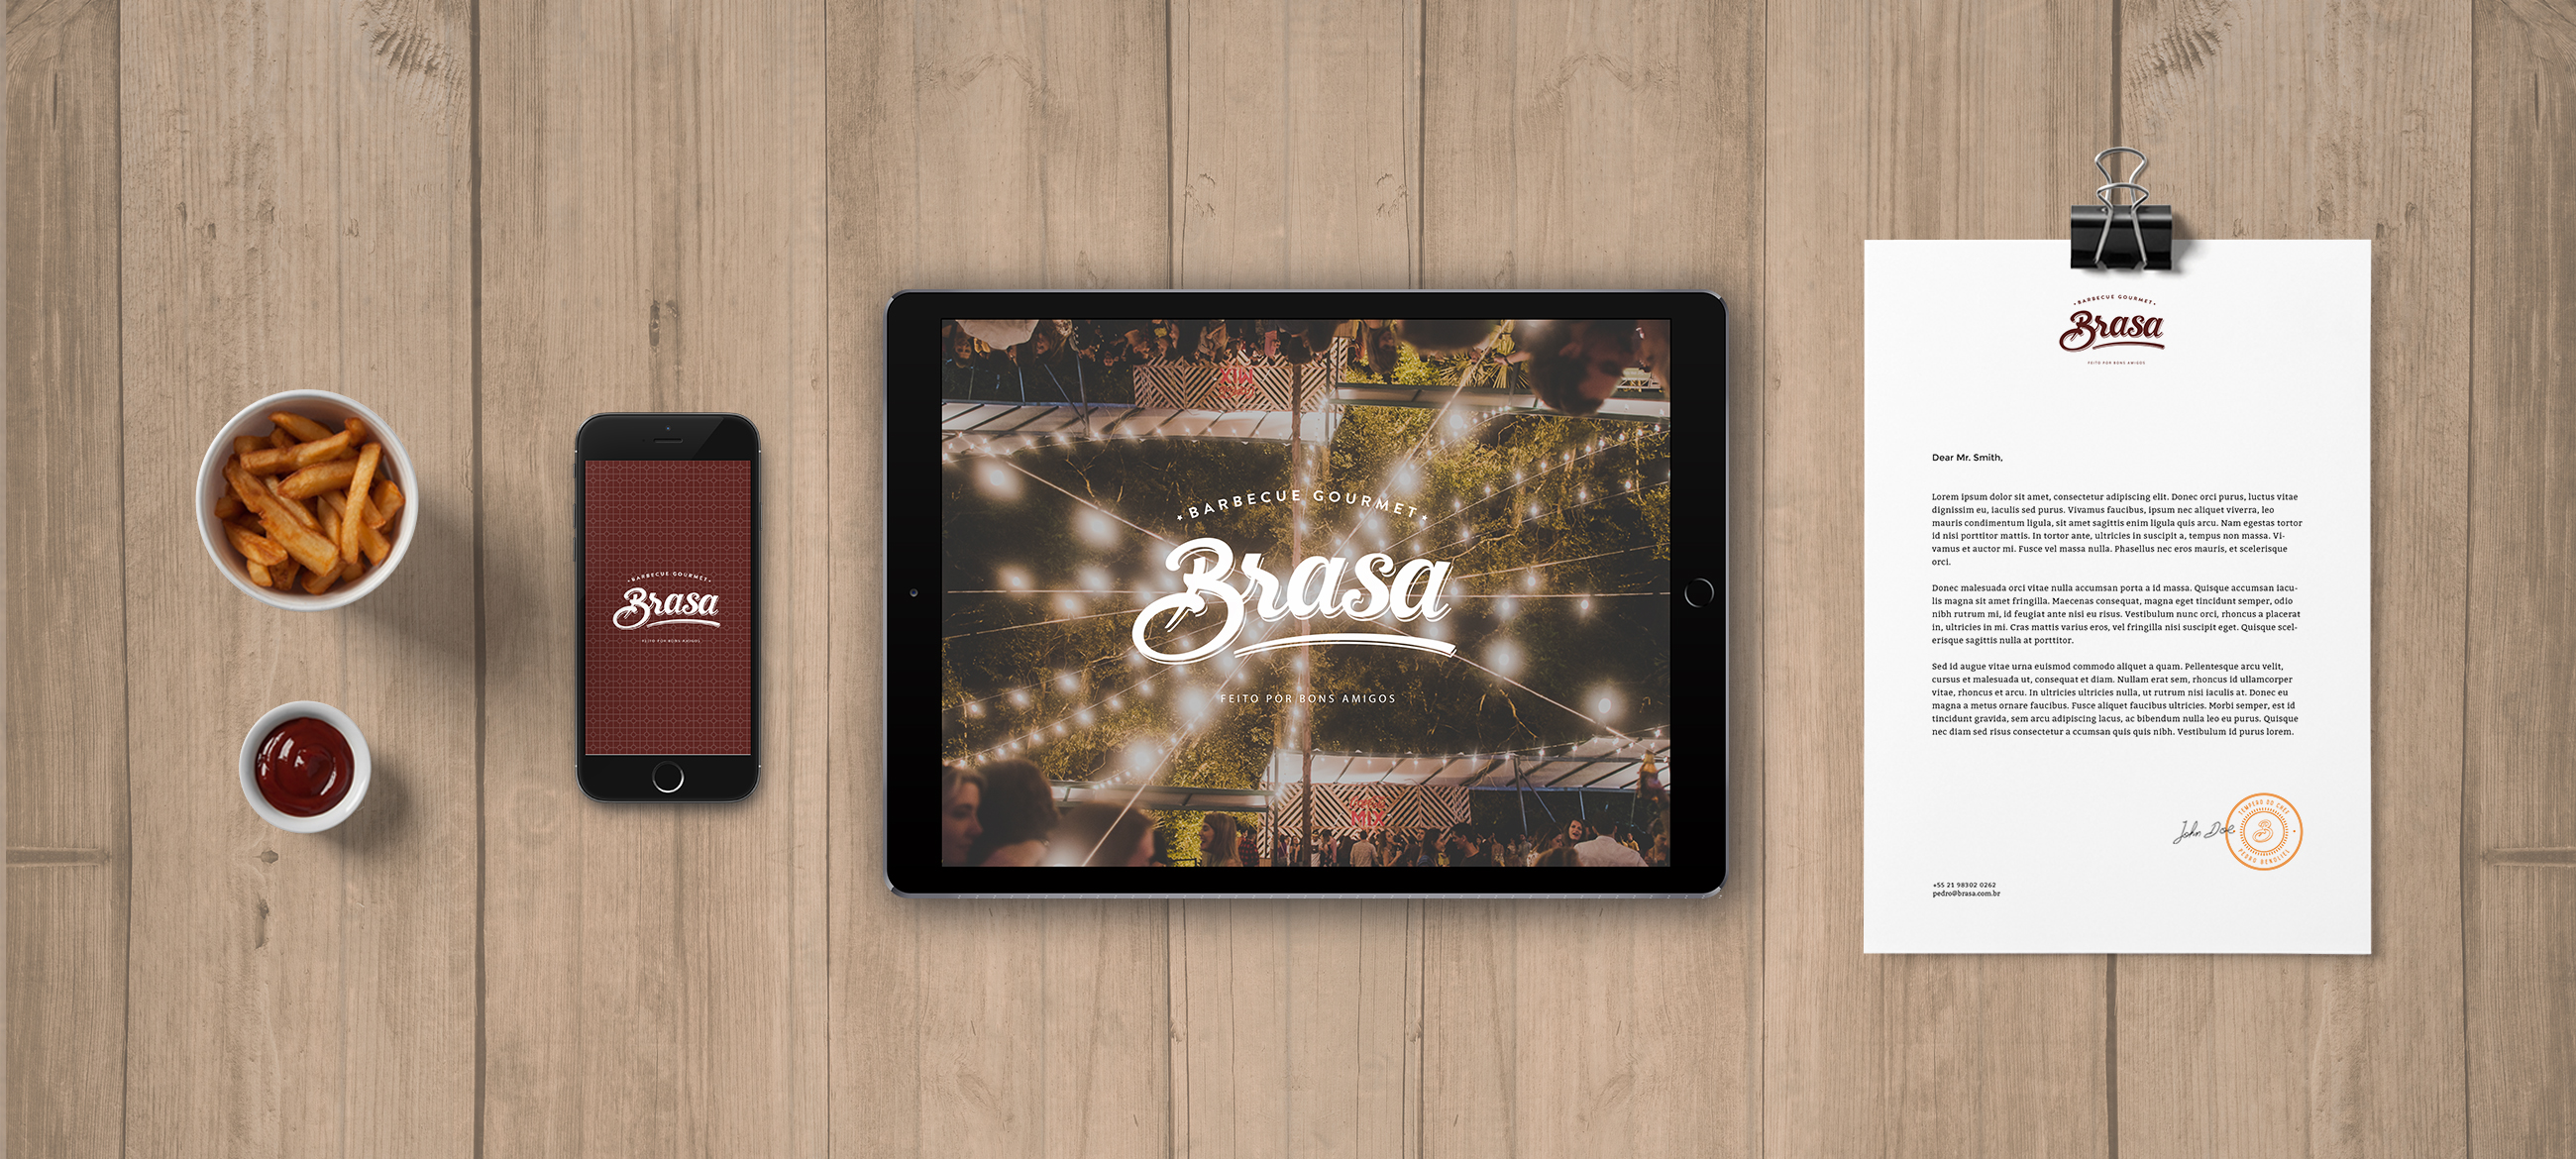 BARBECUE GOURMET
Brasa
FEITO POR BONS AMIGOS
BARBECUE GOURMET
Brasa
FEITO POR BONS AMIGOS
MIX
BARBECUE GOURMET
Brasa
FEITO POR BONS AMIGOS
Dear Mr. Smith,
Lorem ipsum dolor sit amet, consectetur adipiscing elit. Donec orci purus, luctus vitae
dignissim eu, iaculis sed purus. Vivamus faucibus, ipsum nec aliquet viverra, leo
mauris condimentum ligula, sit amet sagittis enim ligula quis arcu. Nam egestas tortor
id nisi porttitor mattis. In tortor ante, ultricies in suscipit a, tempus non massa. Vi-
vamus et auctor mi. Fusce vel massa nulla. Phasellus nec eros mauris, et scelerisque
orci.
Donec malesuada orci vitae nulla accumsan porta a id massa. Quisque accumsan iacu-
lis magna sit amet fringilla. Maecenas consequat, magna eget tincidunt semper, odio
nibh rutrum mi, id feugiat ante nisi eu risus. Vestibulum nunc orci, rhoncus a placerat
in, ultricies in mi. Cras mattis varius eros, vel fringilla nisi suscipit eget. Quisque scel-
erisque sagittis nulla at porttitor.
Sed id augue vitae urna euismod commodo aliquet a quam. Pellentesque arcu velit,
cursus et malesuada ut, consequat et diam. Nullam erat sem, rhoncus id ullamcorper
vitae, rhoncus et arcu. In ultricies ultricies nulla, ut rutrum nisi iaculis at. Donec eu
magna a metus ornare faucibus. Fusce aliquet faucibus ultricies. Morbi semper, est id
tincidunt gravida, sem arcu adipiscing lacus, ac bibendum nulla leo eu purus. Quisque
nec diam sed risus consectetur a ccumsan quis quis nibh. Vestibulum id purus lorem.
John Doe
TEMPERO DO CHEF
B
PEDRO BENOLIEL
+55 21 98302 0262
pedro@brasa.com.br